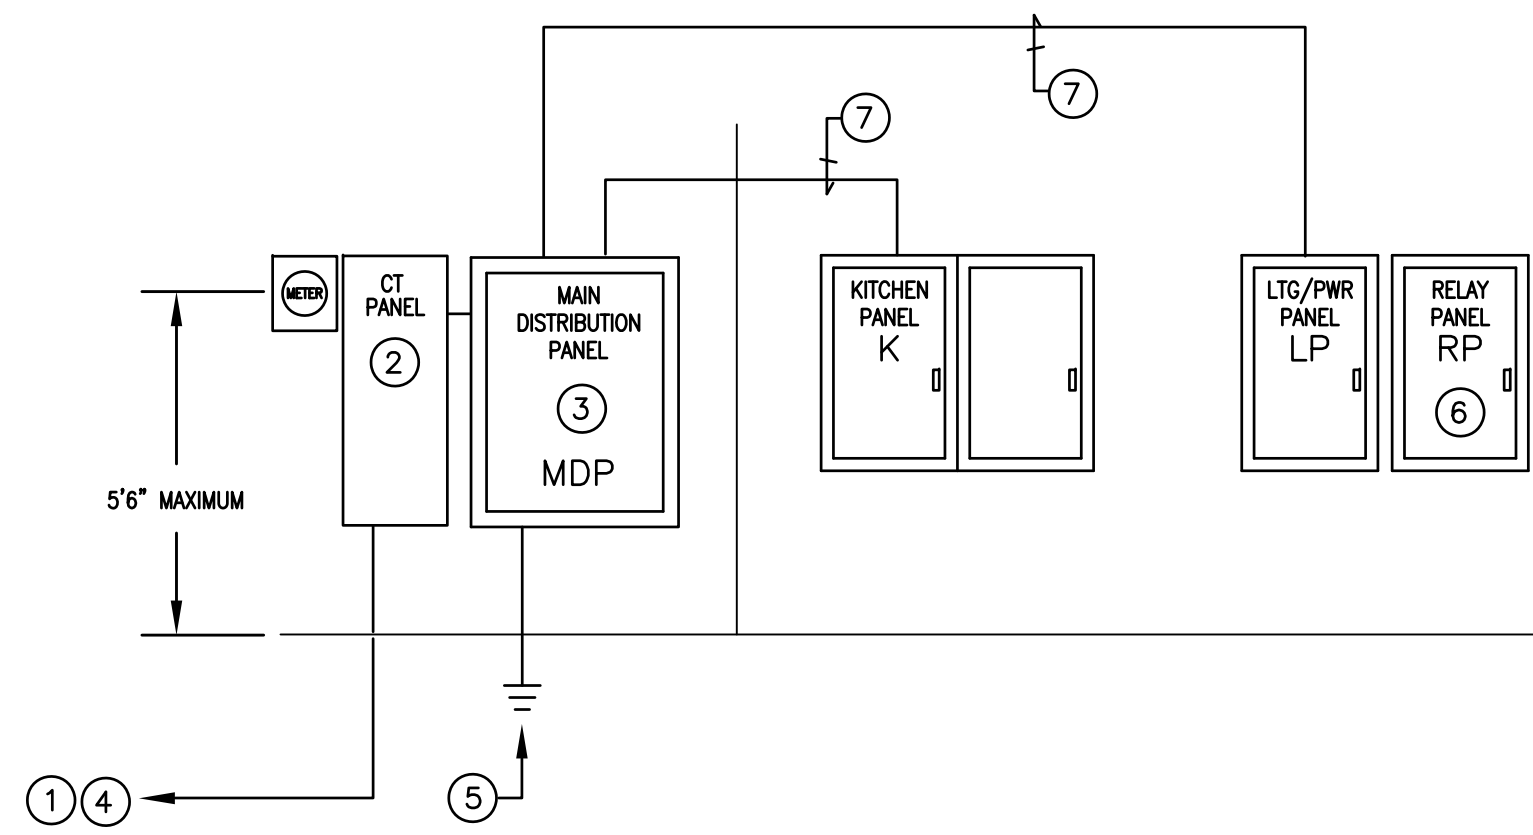 7
7
METER
CT
PANEL
2
MAIN
DISTRIBUTION
PANEL
3
MDP
KITCHEN
PANEL
K
LTG/PWR
PANEL
LP
RELAY
PANEL
RP
6
5'6" MAXIMUM
1 4
5